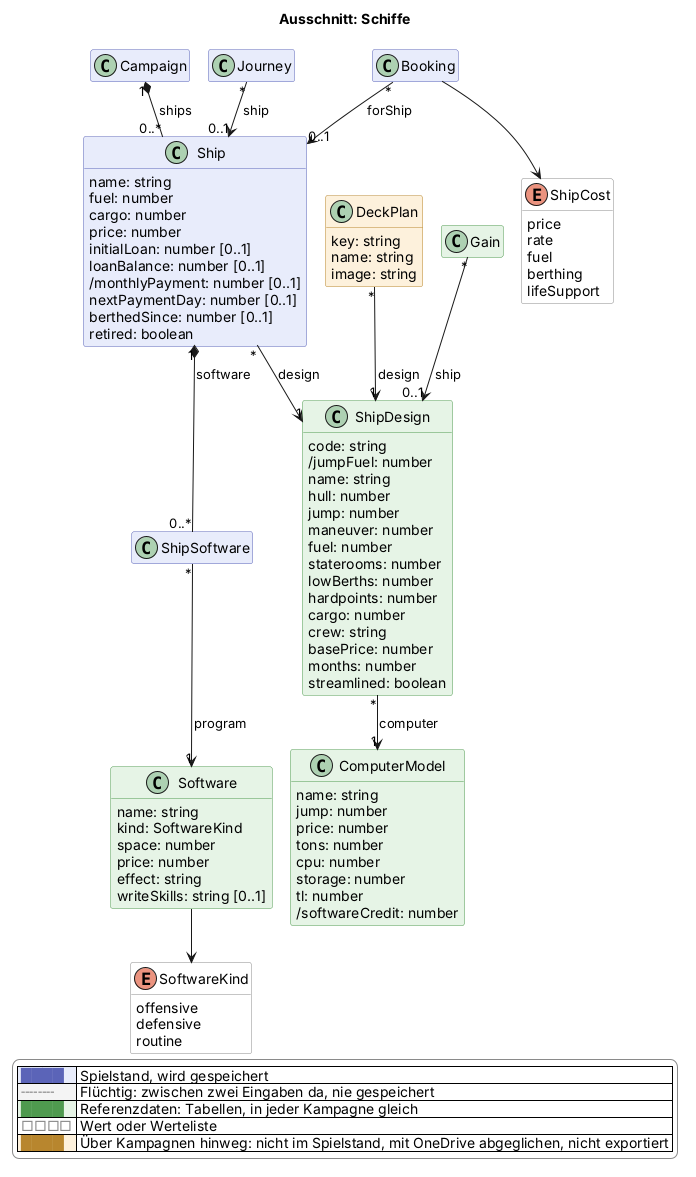 Ausschnitt: Schiffe
C Campaign
C Journey
C Booking
1
ships
0..*
*
ship
0..1
*
forShip
0..1
C Ship
name: string
fuel: number
cargo: number
price: number
initialLoan: number [0..1]
loanBalance: number [0..1]
/monthlyPayment: number [0..1]
nextPaymentDay: number [0..1]
berthedSince: number [0..1]
retired: boolean
C DeckPlan
key: string
name: string
image: string
C Gain
E ShipCost
price
rate
fuel
berthing
lifeSupport
1
software
0..*
*
design
1
*
design
1
*
ship
0..1
C ShipDesign
code: string
/jumpFuel: number
name: string
hull: number
jump: number
maneuver: number
fuel: number
staterooms: number
lowBerths: number
hardpoints: number
cargo: number
crew: string
basePrice: number
months: number
streamlined: boolean
C ShipSoftware
*
program
1
*
computer
1
C Software
name: string
kind: SoftwareKind
space: number
price: number
effect: string
writeSkills: string [0..1]
C ComputerModel
name: string
jump: number
price: number
tons: number
cpu: number
storage: number
tl: number
/softwareCredit: number
E SoftwareKind
offensive
defensive
routine
Spielstand, wird gespeichert
Flüchtig: zwischen zwei Eingaben da, nie gespeichert
Referenzdaten: Tabellen, in jeder Kampagne gleich
Wert oder Werteliste
Über Kampagnen hinweg: nicht im Spielstand, mit OneDrive abgeglichen, nicht exportiert